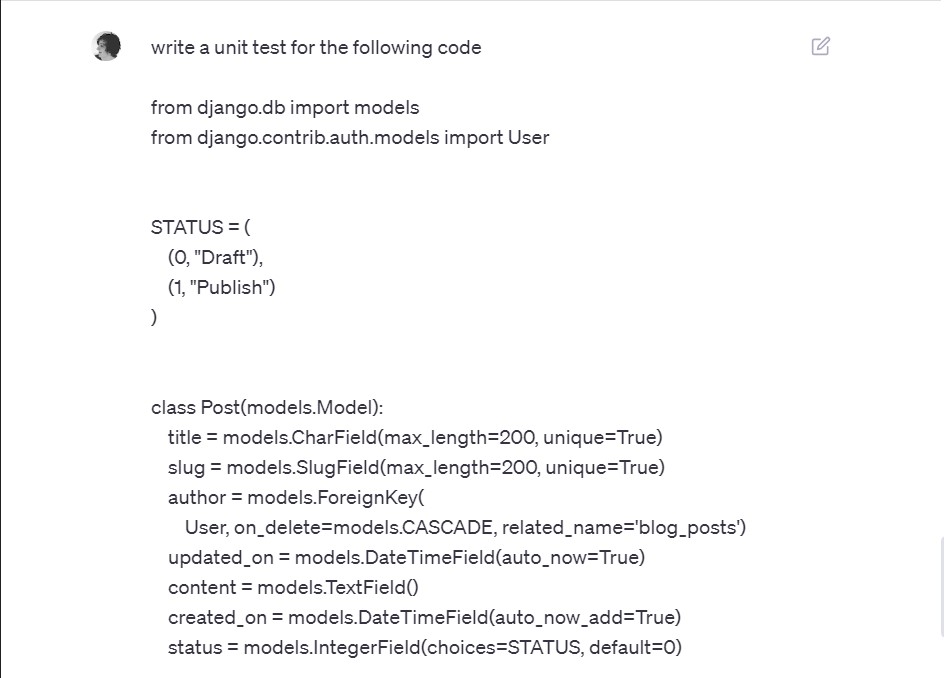 write a unit test for the following code
from django.db import models
from django.contrib.auth.models import User
STATUS = (
(0, "Draft"),
(1, "Publish")
)
class Post(models.Model):
title = models.CharField(max_length=200, unique=True)
slug = models.SlugField(max_length=200, unique=True)
author = models.ForeignKey(
User, on_delete=models.CASCADE, related_name='blog_posts')
updated_on = models.DateTimeField(auto_now=True)
content = models.TextField()
created_on = models.DateTimeField(auto_now_add=True)
status = models.IntegerField(choices=STATUS, default=0)